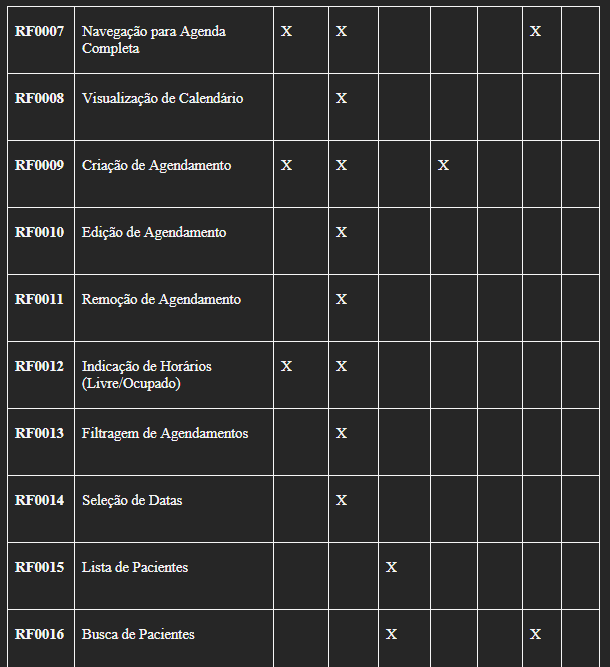 RF0007 Navegação para Agenda X X X
Completa
RF0008 Visualização de Calendário X
RF0009 Criação de Agendamento X X X
RF0010 Edição de Agendamento X
RF0011 Remoção de Agendamento X
RF0012 Indicação de Horários X X
(Livre/Ocupado)
RF0013 Filtragem de Agendamentos X
RF0014 Seleção de Datas X
RF0015 Lista de Pacientes X
RF0016 Busca de Pacientes X X